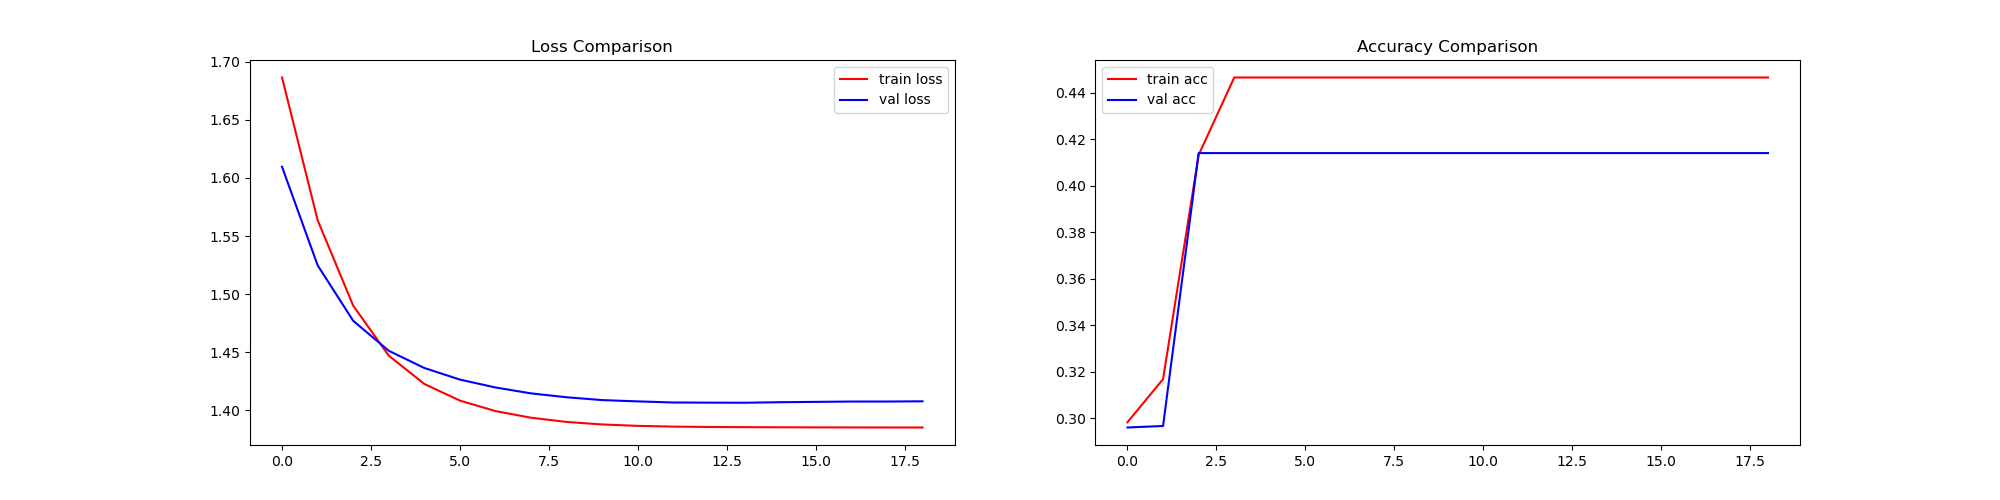 Loss Comparison
1.70
1.65
1.60
1.55
1.50
1.45
1.40
0.0 2.5 5.0 7.5 10.0 12.5 15.0 17.5
train loss
val loss
Accuracy Comparison
0.44
0.42
0.40
0.38
0.36
0.34
0.32
0.30
0.0 2.5 5.0 7.5 10.0 12.5 15.0 17.5
train acc
val acc